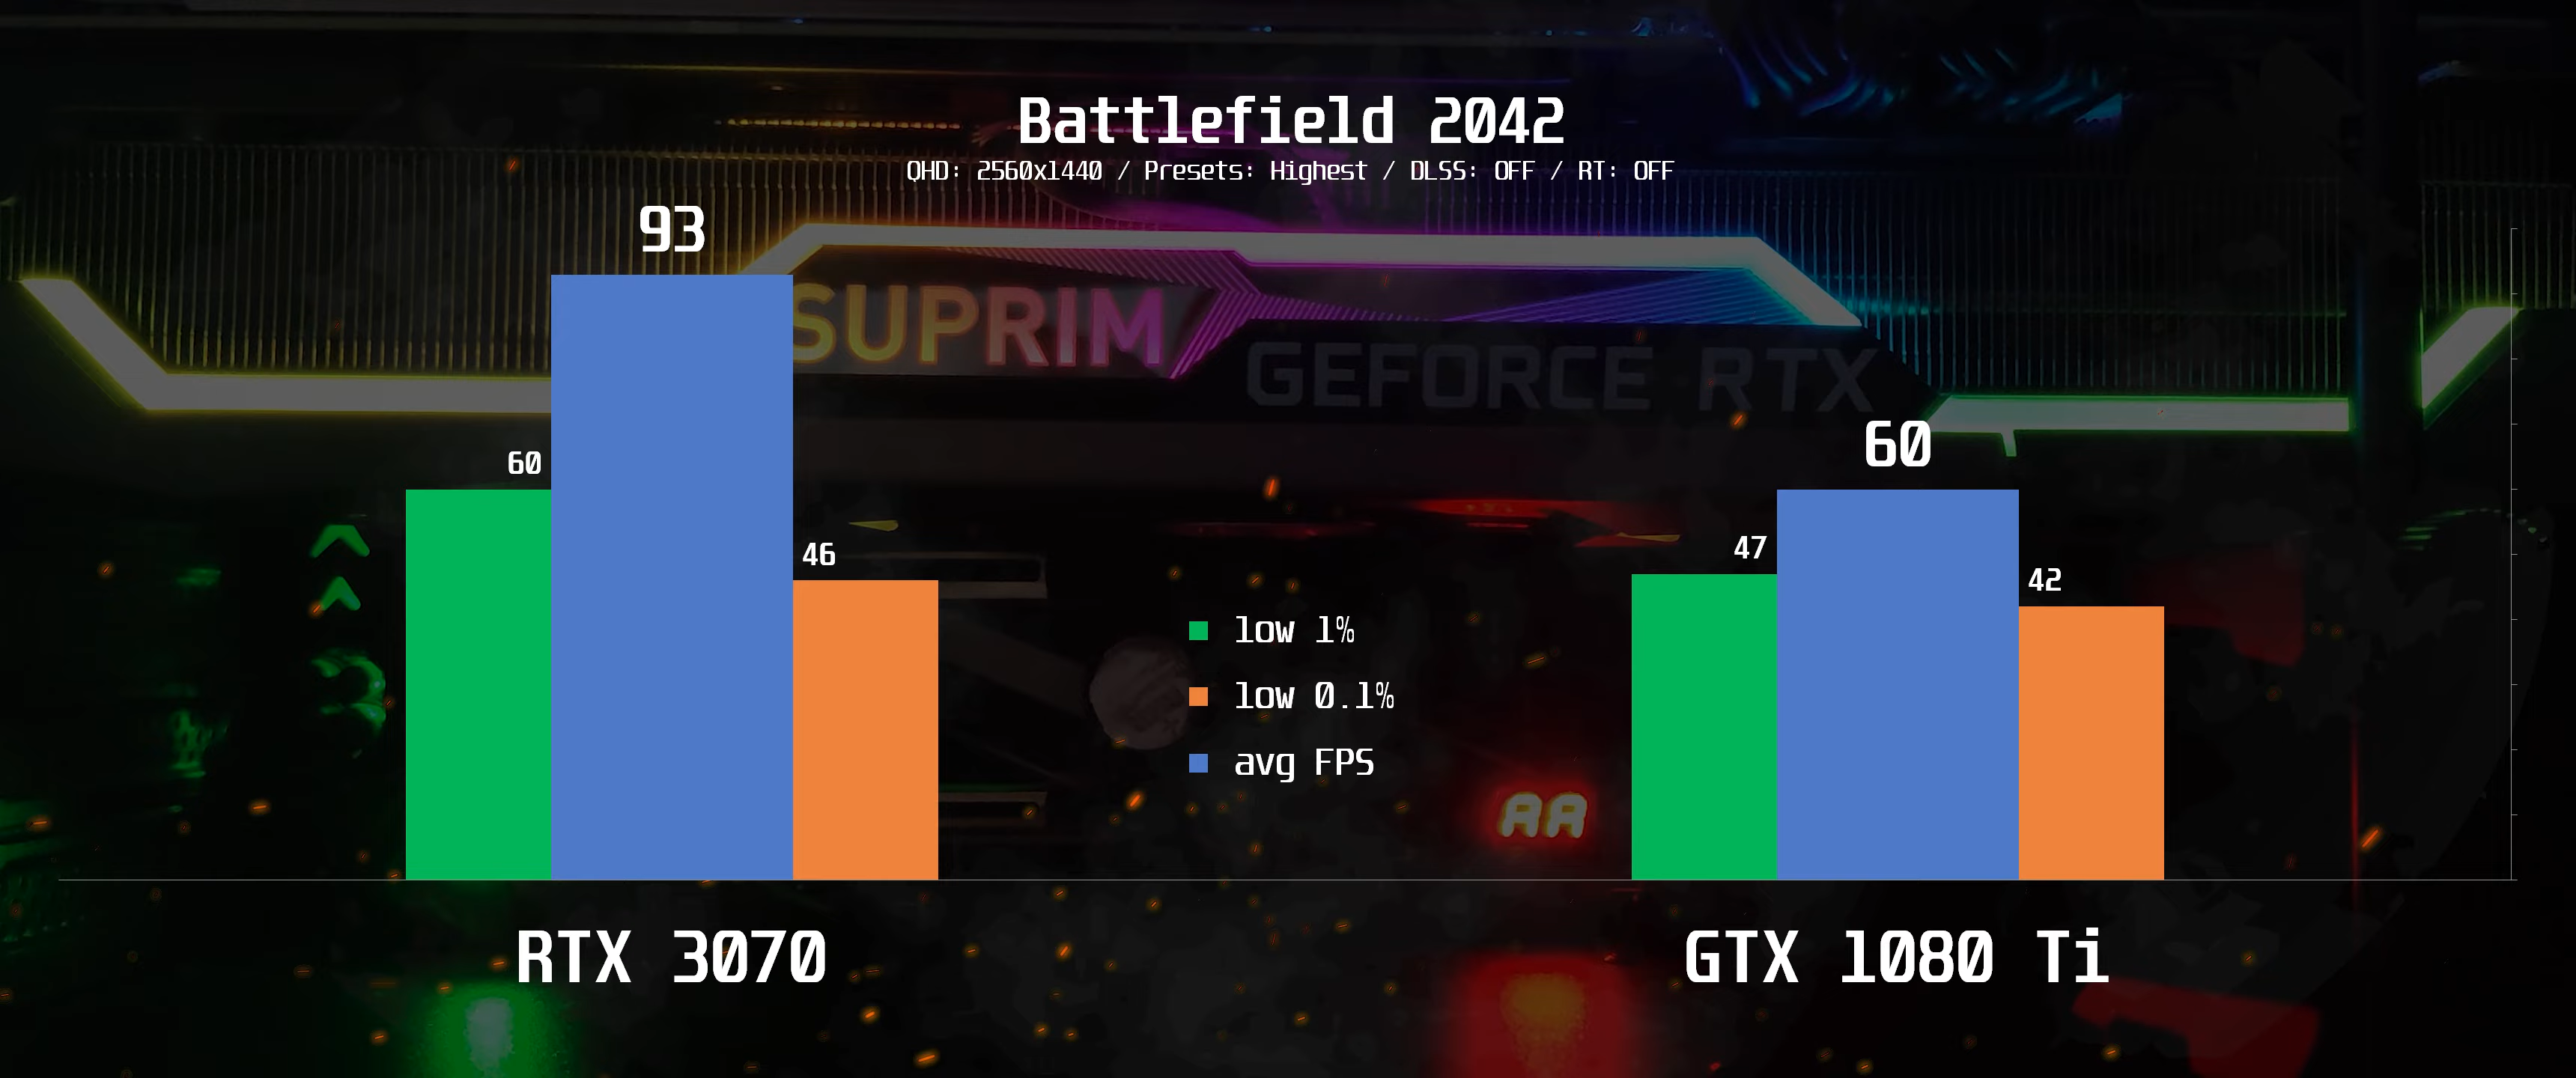 Battlefield 2042
QHD: 2560x1440 / Presets: Highest / DLSS: OFF / RT: OFF
93
SUPRIM
GEFORCE RTX
60
60
46
47
42
low 1%
low 0.1%
avg FPS
RTX 3070
GTX 1080 Ti